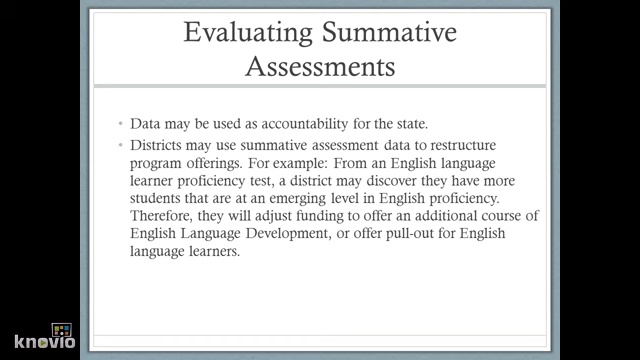 Evaluating Summative
Assessments
• Data may be used as accountability for the state.
• Districts may use summative assessment data to restructure
program offerings. For example: From an English language
learner proficiency test, a district may discover they have more
students that are at an emerging level in English proficiency.
Therefore, they will adjust funding to offer an additional course of
English Language Development, or offer pull-out for English
language learners.
knovio